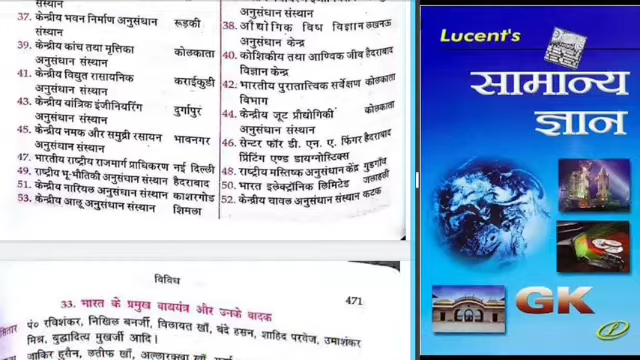 संस्थान
37. केन्द्रीय भवन निर्माण अनुसंधान रूड़की
संस्थान
39. केन्द्रीय कांच तथा मृत्तिका कोलकाता
अनुसंधान संस्थान
41. केन्द्रीय विद्युत रासायनिक कराईकुडी
अनुसंधान संस्थान
43. केन्द्रीय यांत्रिक इंजीनियरिंग दुर्गापुर
अनुसंधान संस्थान
45. केन्द्रीय नमक और समुद्री रसायन भावनगर
अनुसंधान संस्थान
47. भारतीय राष्ट्रीय राजमार्ग प्राधिकरण नई दिल्ली
49. राष्ट्रीय भू-भौतिकी अनुसंधान संस्थान हैदराबाद
51. केन्द्रीय नारियल अनुसंधान संस्थान काशरगोड
53. केन्द्रीय आलू अनुसंधान संस्थान शिमला
अनुसंधान संस्थान
38. औद्योगिक विष विज्ञान लखनऊ
अनुसंधान केन्द्र
40. कोशिकीय तथा आण्विक जीव हैदराबाद
विज्ञान केन्द्र
42. भारतीय पुरातात्त्विक सर्वेक्षण कोलकाता
विभाग
44. केन्द्रीय जूट प्रौद्योगिकी कोलकाता
अनुसंधान संस्थान
46. सेन्टर फॉर डी. एन. ए. फिंगर हैदराबाद
प्रिंटिंग एण्ड डायग्नोस्टिक्स
48. राष्ट्रीय मस्तिष्क अनुसंधान केंद्र गुडगाँव
50. भारत इलेक्ट्रॉनिक लिमिटेड जलाहली
52. केन्द्रीय चावल अनुसंधान संस्थान कटक
विविध
471
33. भारत के प्रमुख वाद्ययंत्र और उनके वादक
सितार पं० रविशंकर, निखिल बनर्जी, विलायत खाँ, बंदे हसन, शाहिद परवेज, उमाशंकर
मिश्र, बुद्धादित्य मुखर्जी आदि।
जाकिर हुसैन, लतीफ खाँ, अल्लारक्खा खाँ,
Lucent's
सामान्य
ज्ञान
GK